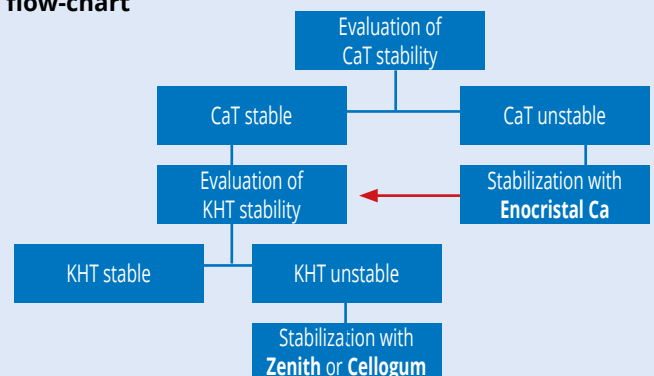 flow-chart
Evaluation of
CaT stability
CaT stable
CaT unstable
Evaluation of
KHT stability
Stabilization with
Enocristal Ca
KHT stable
KHT unstable
Stabilization with
Zenith or Cellogum